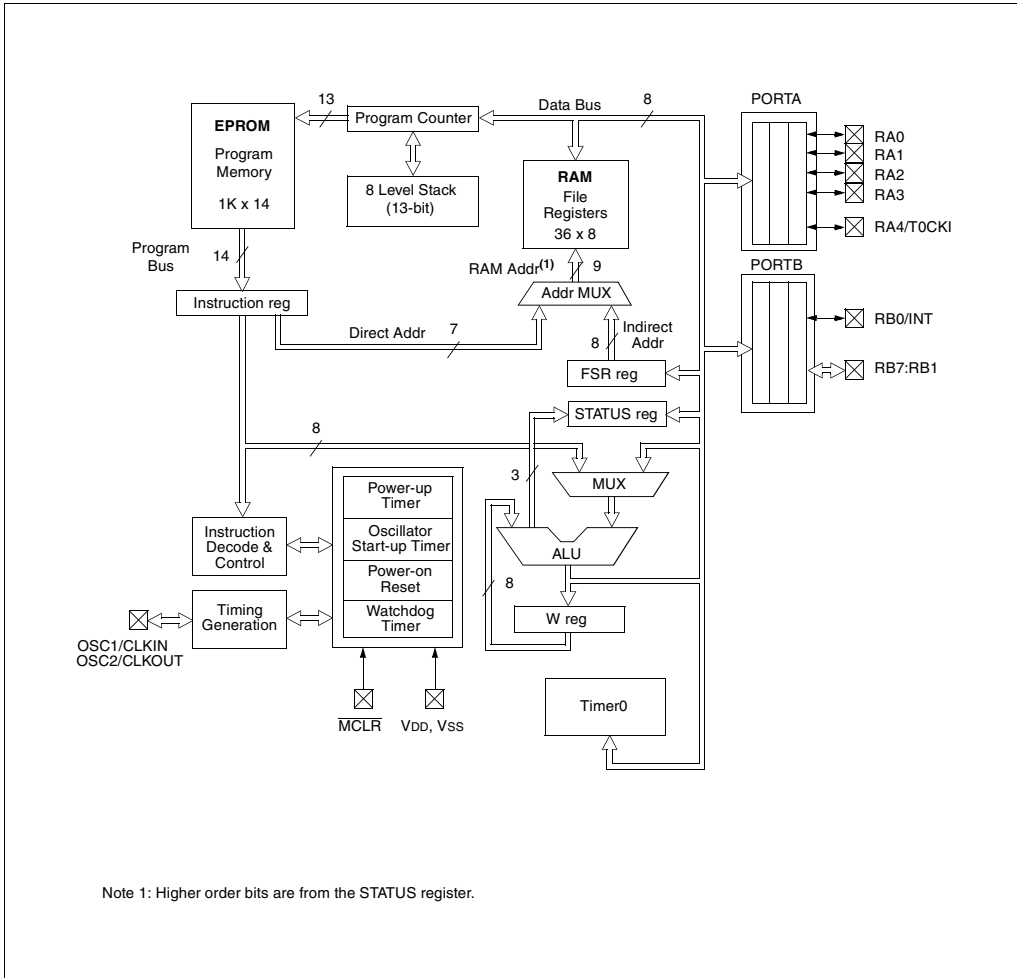 13
Data Bus
8
PORTA
EPROM
Program
Memory
1K x 14
Program Counter
8 Level Stack
(13-bit)
RAM
File
Registers
36 x 8
RA0
RA1
RA2
RA3
RA4/T0CKI
PORTB
RB0/INT
RB7:RB1
Program
Bus
14
RAM Addr(1)
9
Addr MUX
Instruction reg
Direct Addr
7
8
Indirect
Addr
FSR reg
STATUS reg
8
3
MUX
Power-up
Timer
Oscillator
Start-up Timer
Power-on
Reset
Watchdog
Timer
Instruction
Decode &
Control
ALU
8
W reg
Timing
Generation
OSC1/CLKIN
OSC2/CLKOUT
MCLR
VDD, VSS
Timer0
Note 1: Higher order bits are from the STATUS register.